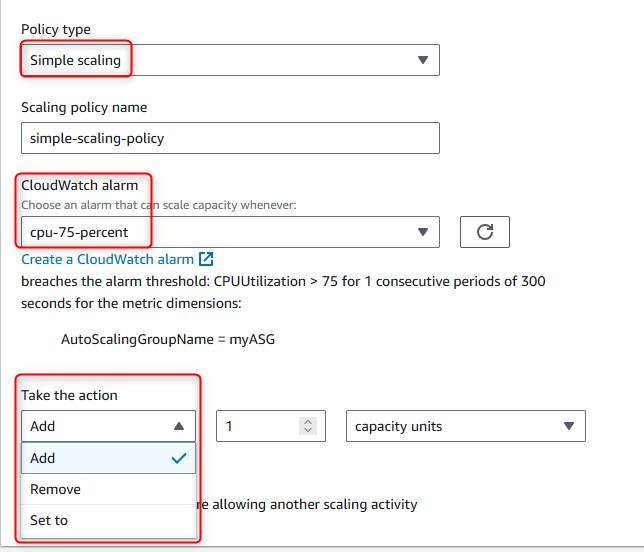 Policy type
Simple scaling
Scaling policy name
simple-scaling-policy
CloudWatch alarm
Choose an alarm that can scale capacity whenever:
cpu-75-percent
Create a CloudWatch alarm
breaches the alarm threshold: CPUUtilization > 75 for 1 consecutive periods of 300
seconds for the metric dimensions:
AutoScalingGroupName = myASG
Take the action
Add 1 capacity units
Add
Remove
re allowing another scaling activity
Set to